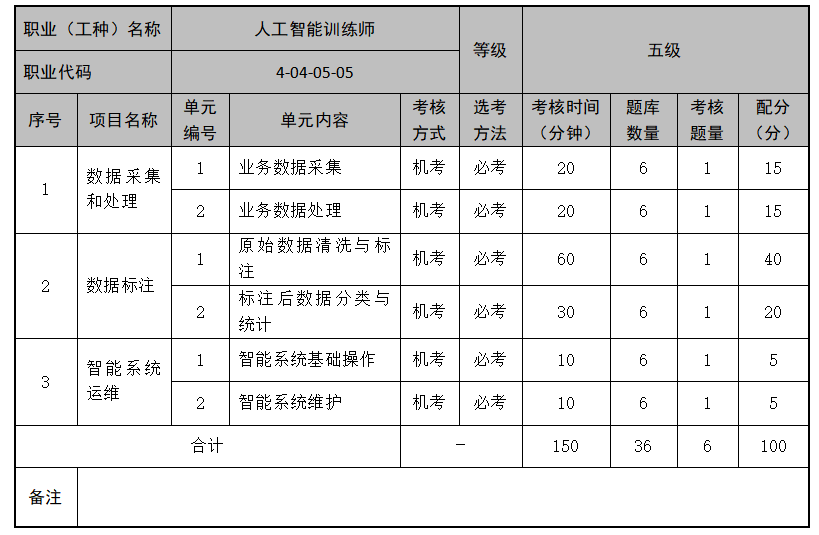 职业（工种）名称 人工智能训练师 等级 五级
职业代码 4-04-05-05
序号 项目名称 单元编号 单元内容 考核方式 选考方法 考核时间（分钟） 题库数量 考核题量 配分（分）
1 数据采集和处理 1 业务数据采集 机考 必考 20 6 1 15
2 业务数据处理 机考 必考 20 6 1 15
2 数据标注 1 原始数据清洗与标注 机考 必考 60 6 1 40
2 标注后数据分类与统计 机考 必考 30 6 1 20
3 智能系统运维 1 智能系统基础操作 机考 必考 10 6 1 5
2 智能系统维护 机考 必考 10 6 1 5
合计 － 150 36 6 100
备注